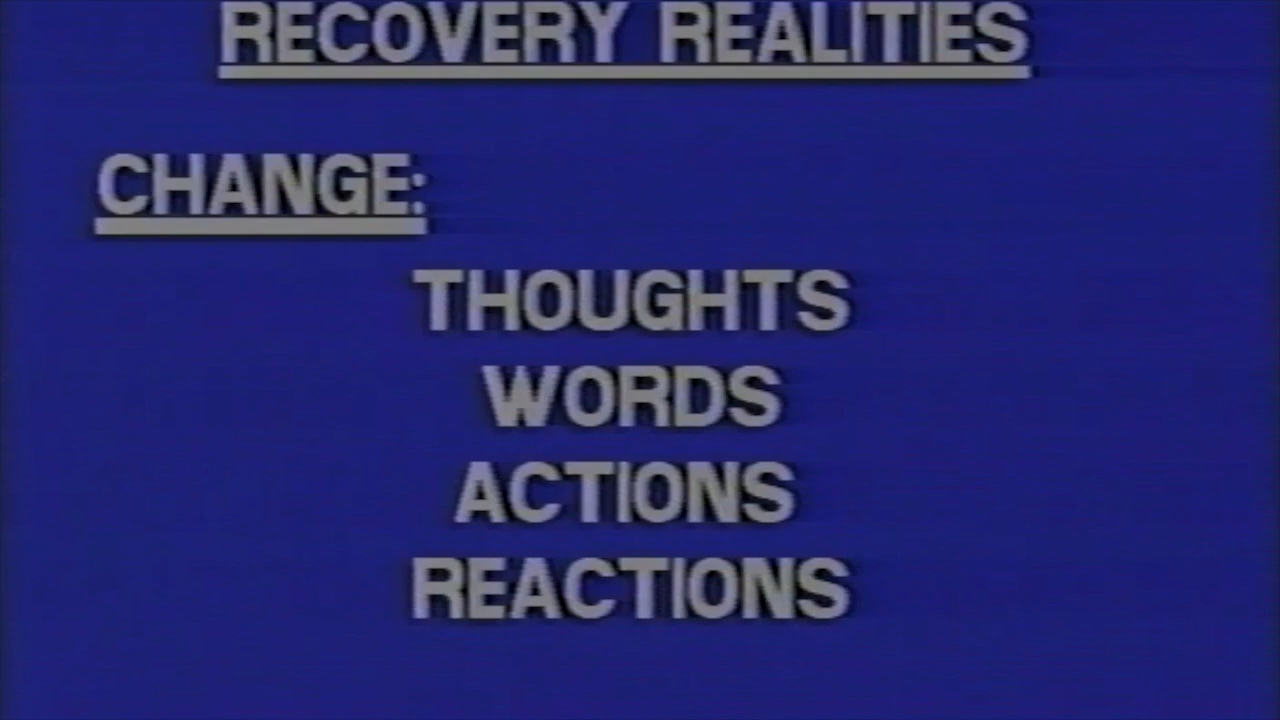 RECOVERY REALITIES
CHANGE:
THOUGHTS
WORDS
ACTIONS
REACTIONS